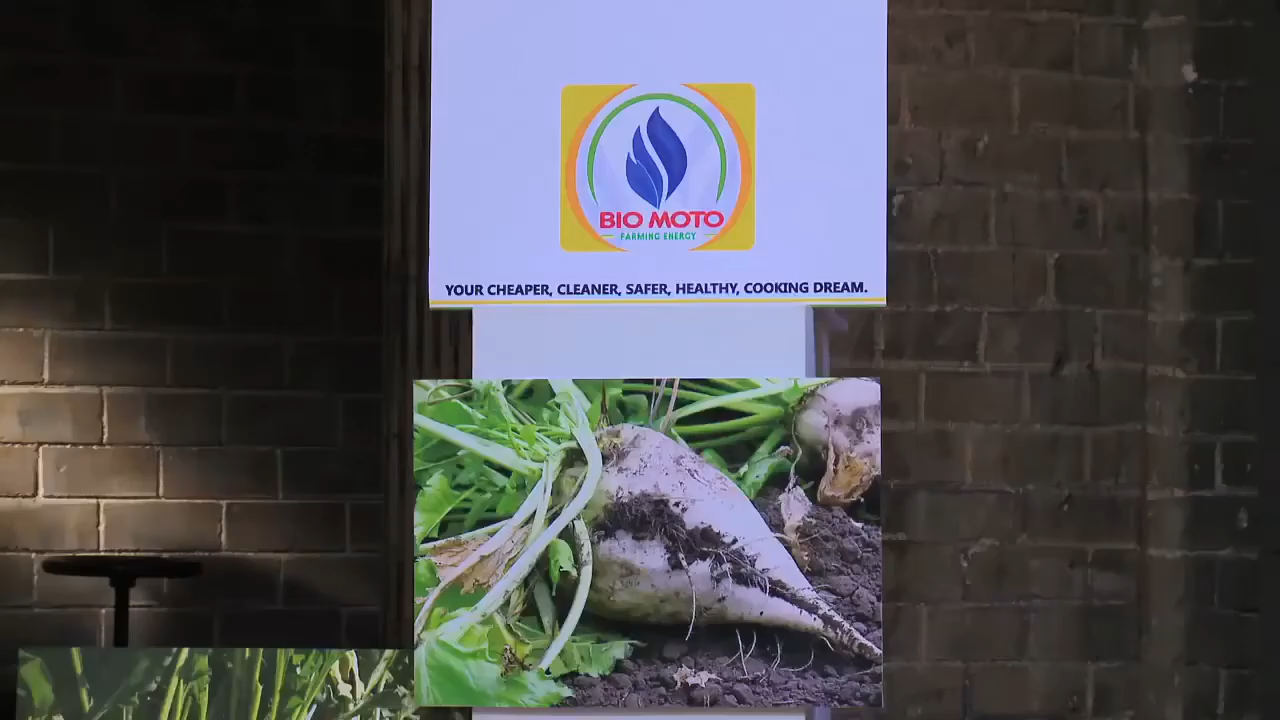 BIO MOTO
FARMING ENERGY
YOUR CHEAPER, CLEANER, SAFER, HEALTHY, COOKING DREAM.